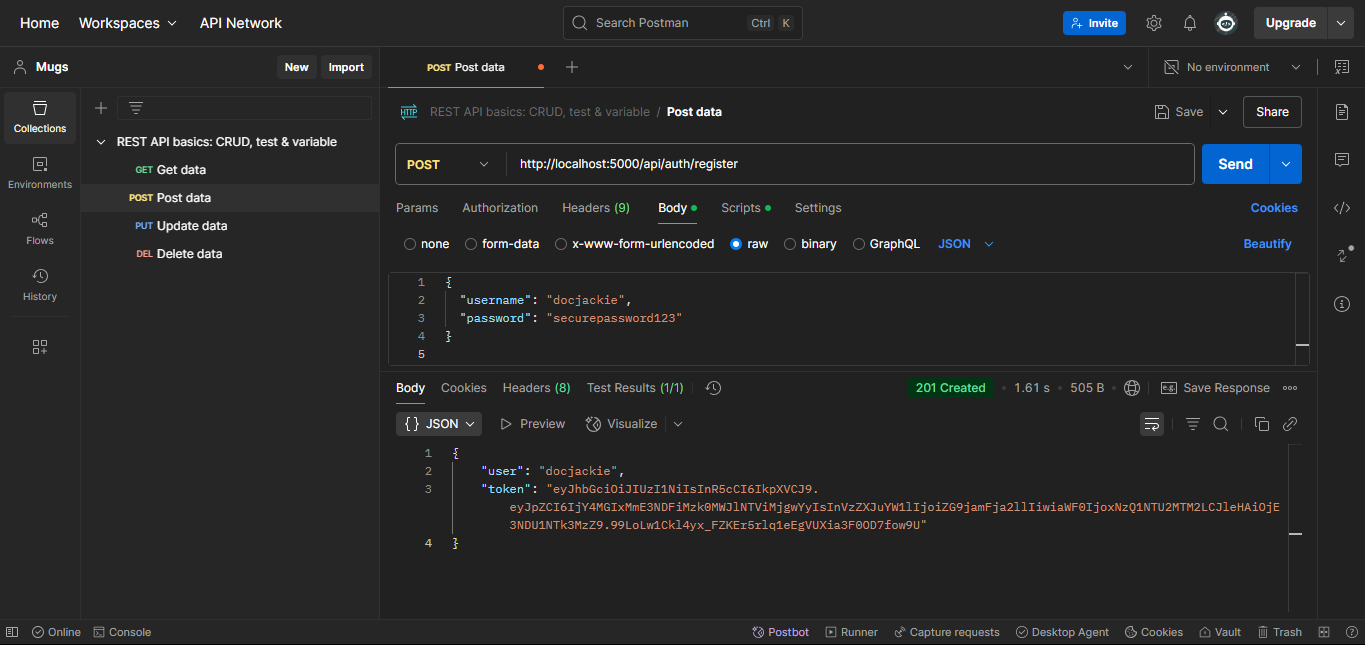 Home Workspaces API Network Search Postman Ctrl K Invite Upgrade
Mugs New Import POST Post data No environment
REST API basics: CRUD, test & variable / Post data Save Share
Collections
Environments
Flows
History
REST API basics: CRUD, test & variable
GET Get data
POST Post data
PUT Update data
DEL Delete data
POST http://localhost:5000/api/auth/register Send
Params Authorization Headers (9) Body Scripts Settings Cookies
none form-data x-www-form-urlencoded raw binary GraphQL JSON Beautify
1 {
2 "username": "docjackie",
3 "password": "securepassword123"
4 }
5
Body Cookies Headers (8) Test Results (1/1) 201 Created 1.61 s 505 B e.g. Save Response
{} JSON Preview Visualize
1 {
2 "user": "docjackie",
3 "token": "eyJhbGciOiJIUzI1NiIsInR5cCI6IkpXVCJ9.
eyJpZCI6IjY4MGIxMmE3NDFiMzk0MWJlNTViMjgwYyIsInVzZXJuYW1lIjoiZG9jamFja2llIiwiaWF0IjoxNzQ1NTU2MTM2LCJleHAiOjE
3NDU1NTk3MzZ9.99LoLw1Ckl4yx_FZKEr5rlq1eEgVUXia3F0OD7fow9U"
4 }
Online Console Postbot Runner Capture requests Desktop Agent Cookies Vault Trash